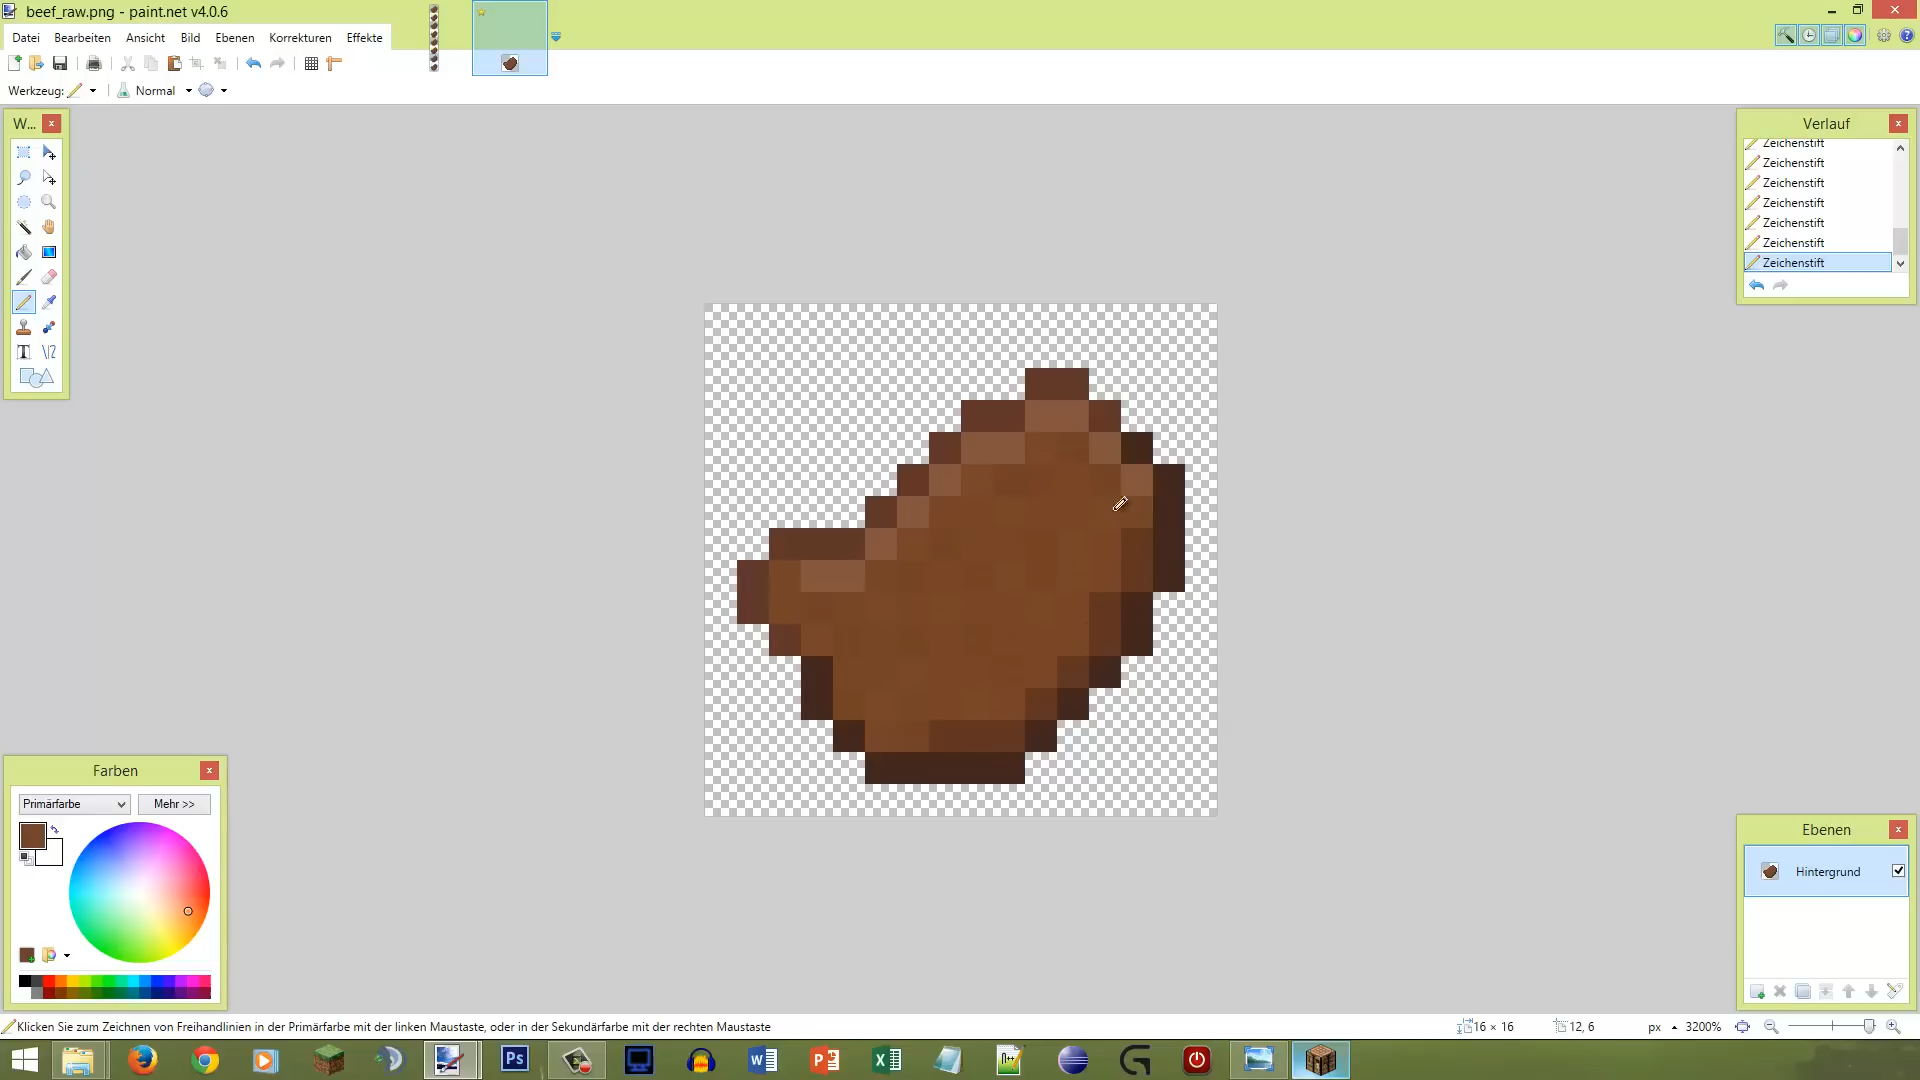 beef_raw.png - paint.net v4.0.6
Datei Bearbeiten Ansicht Bild Ebenen Korrekturen Effekte
Werkzeug: Normal
W...
Verlauf
Zeichenstift
Zeichenstift
Zeichenstift
Zeichenstift
Zeichenstift
Zeichenstift
Zeichenstift
Farben
Primärfarbe Mehr >>
Ebenen
Hintergrund
Klicken Sie zum Zeichnen von Freihandlinien in der Primärfarbe mit der linken Maustaste, oder in der Sekundärfarbe mit der rechten Maustaste
16 × 16 12, 6 px 3200%
Ps